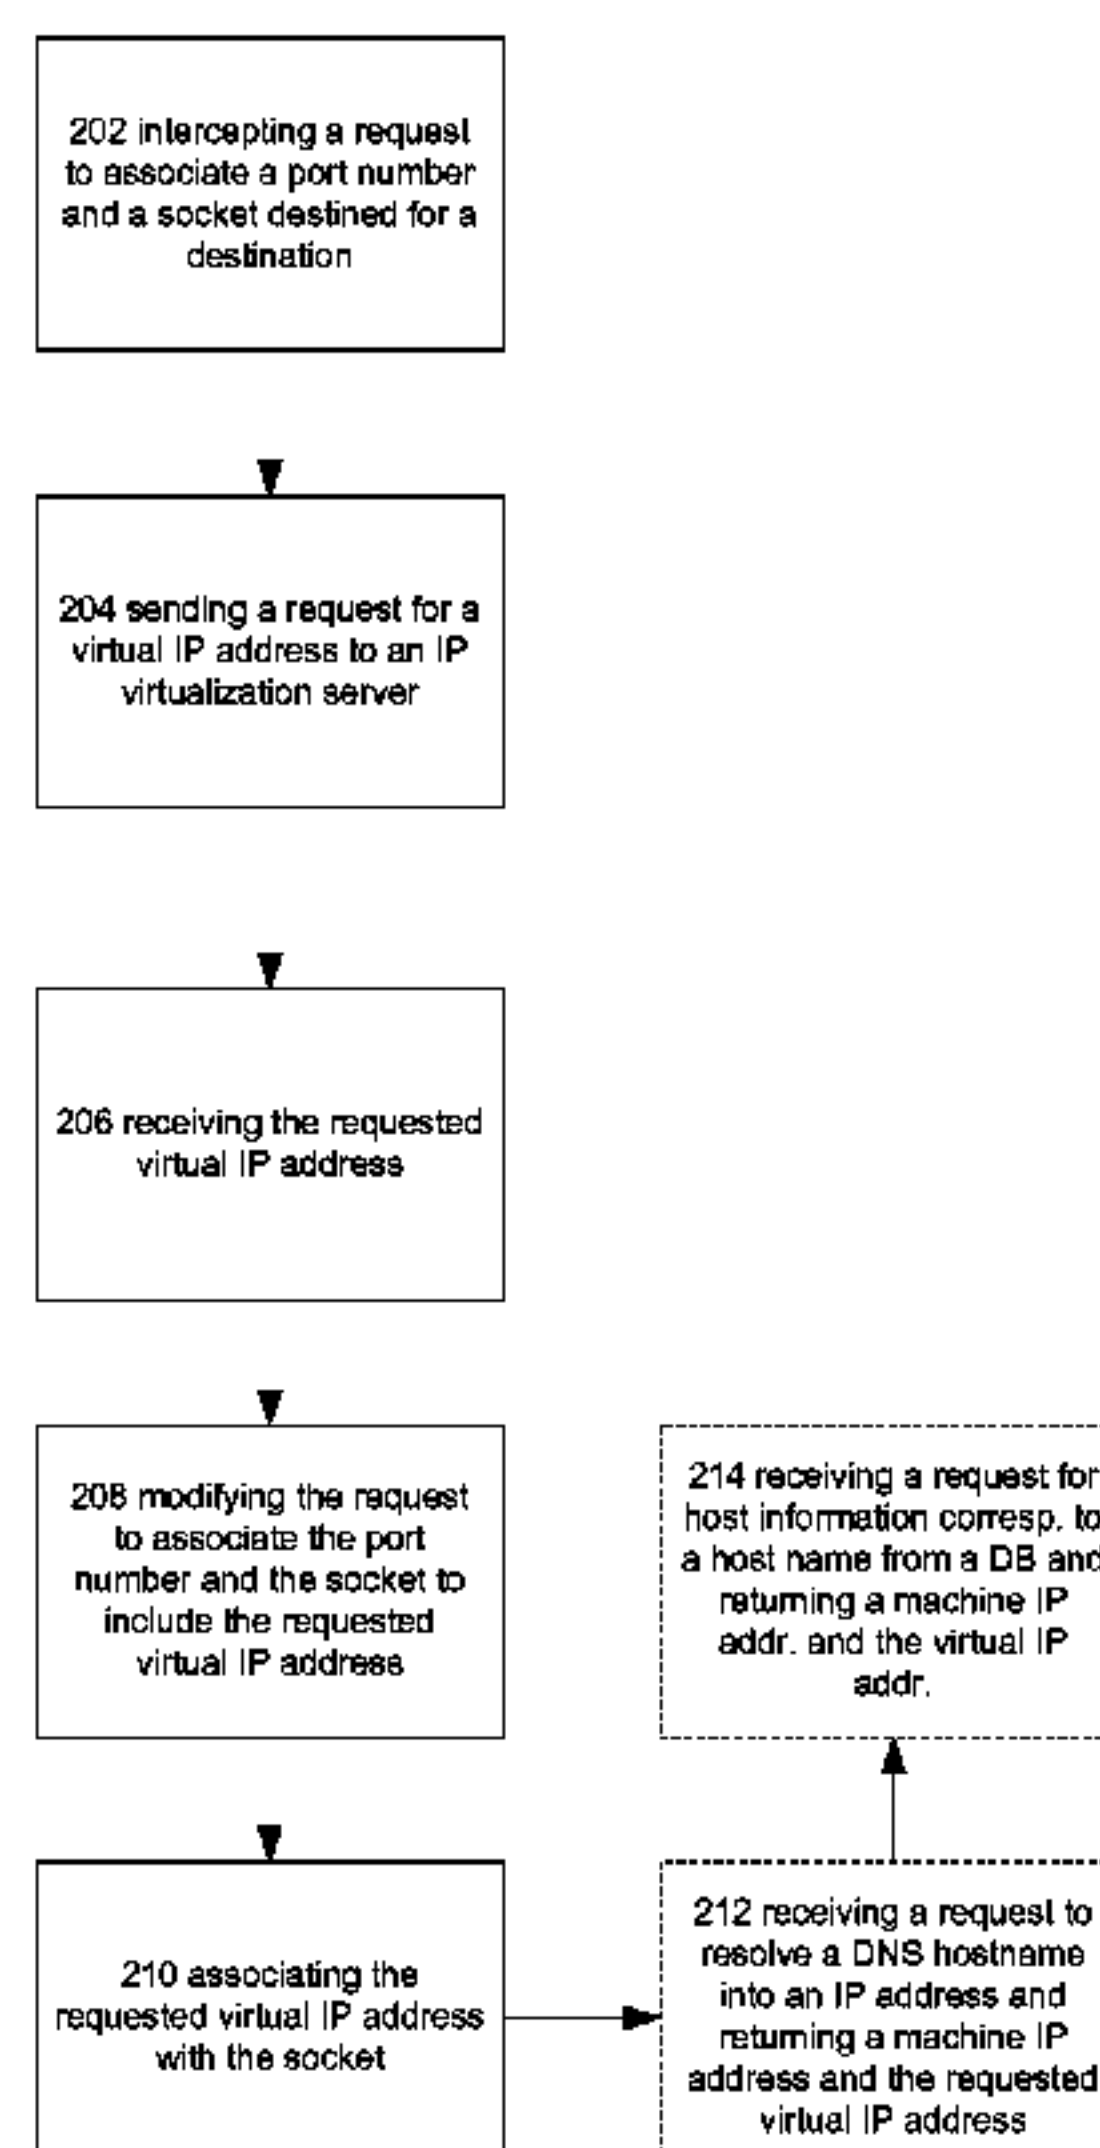 202 intercepting a request
to associate a port number
and a socket destined for a
destination
204 sending a request for a
virtual IP address to an IP
virtualization server
206 receiving the requested
virtual IP address
208 modifying the request
to associate the port
number and the socket to
include the requested
virtual IP address
210 associating the
requested virtual IP address
with the socket
212 receiving a request to
resolve a DNS hostname
into an IP address and
returning a machine IP
address and the requested
virtual IP address
214 receiving a request for
host information corresp. to
a host name from a DB and
returning a machine IP
addr. and the virtual IP
addr.